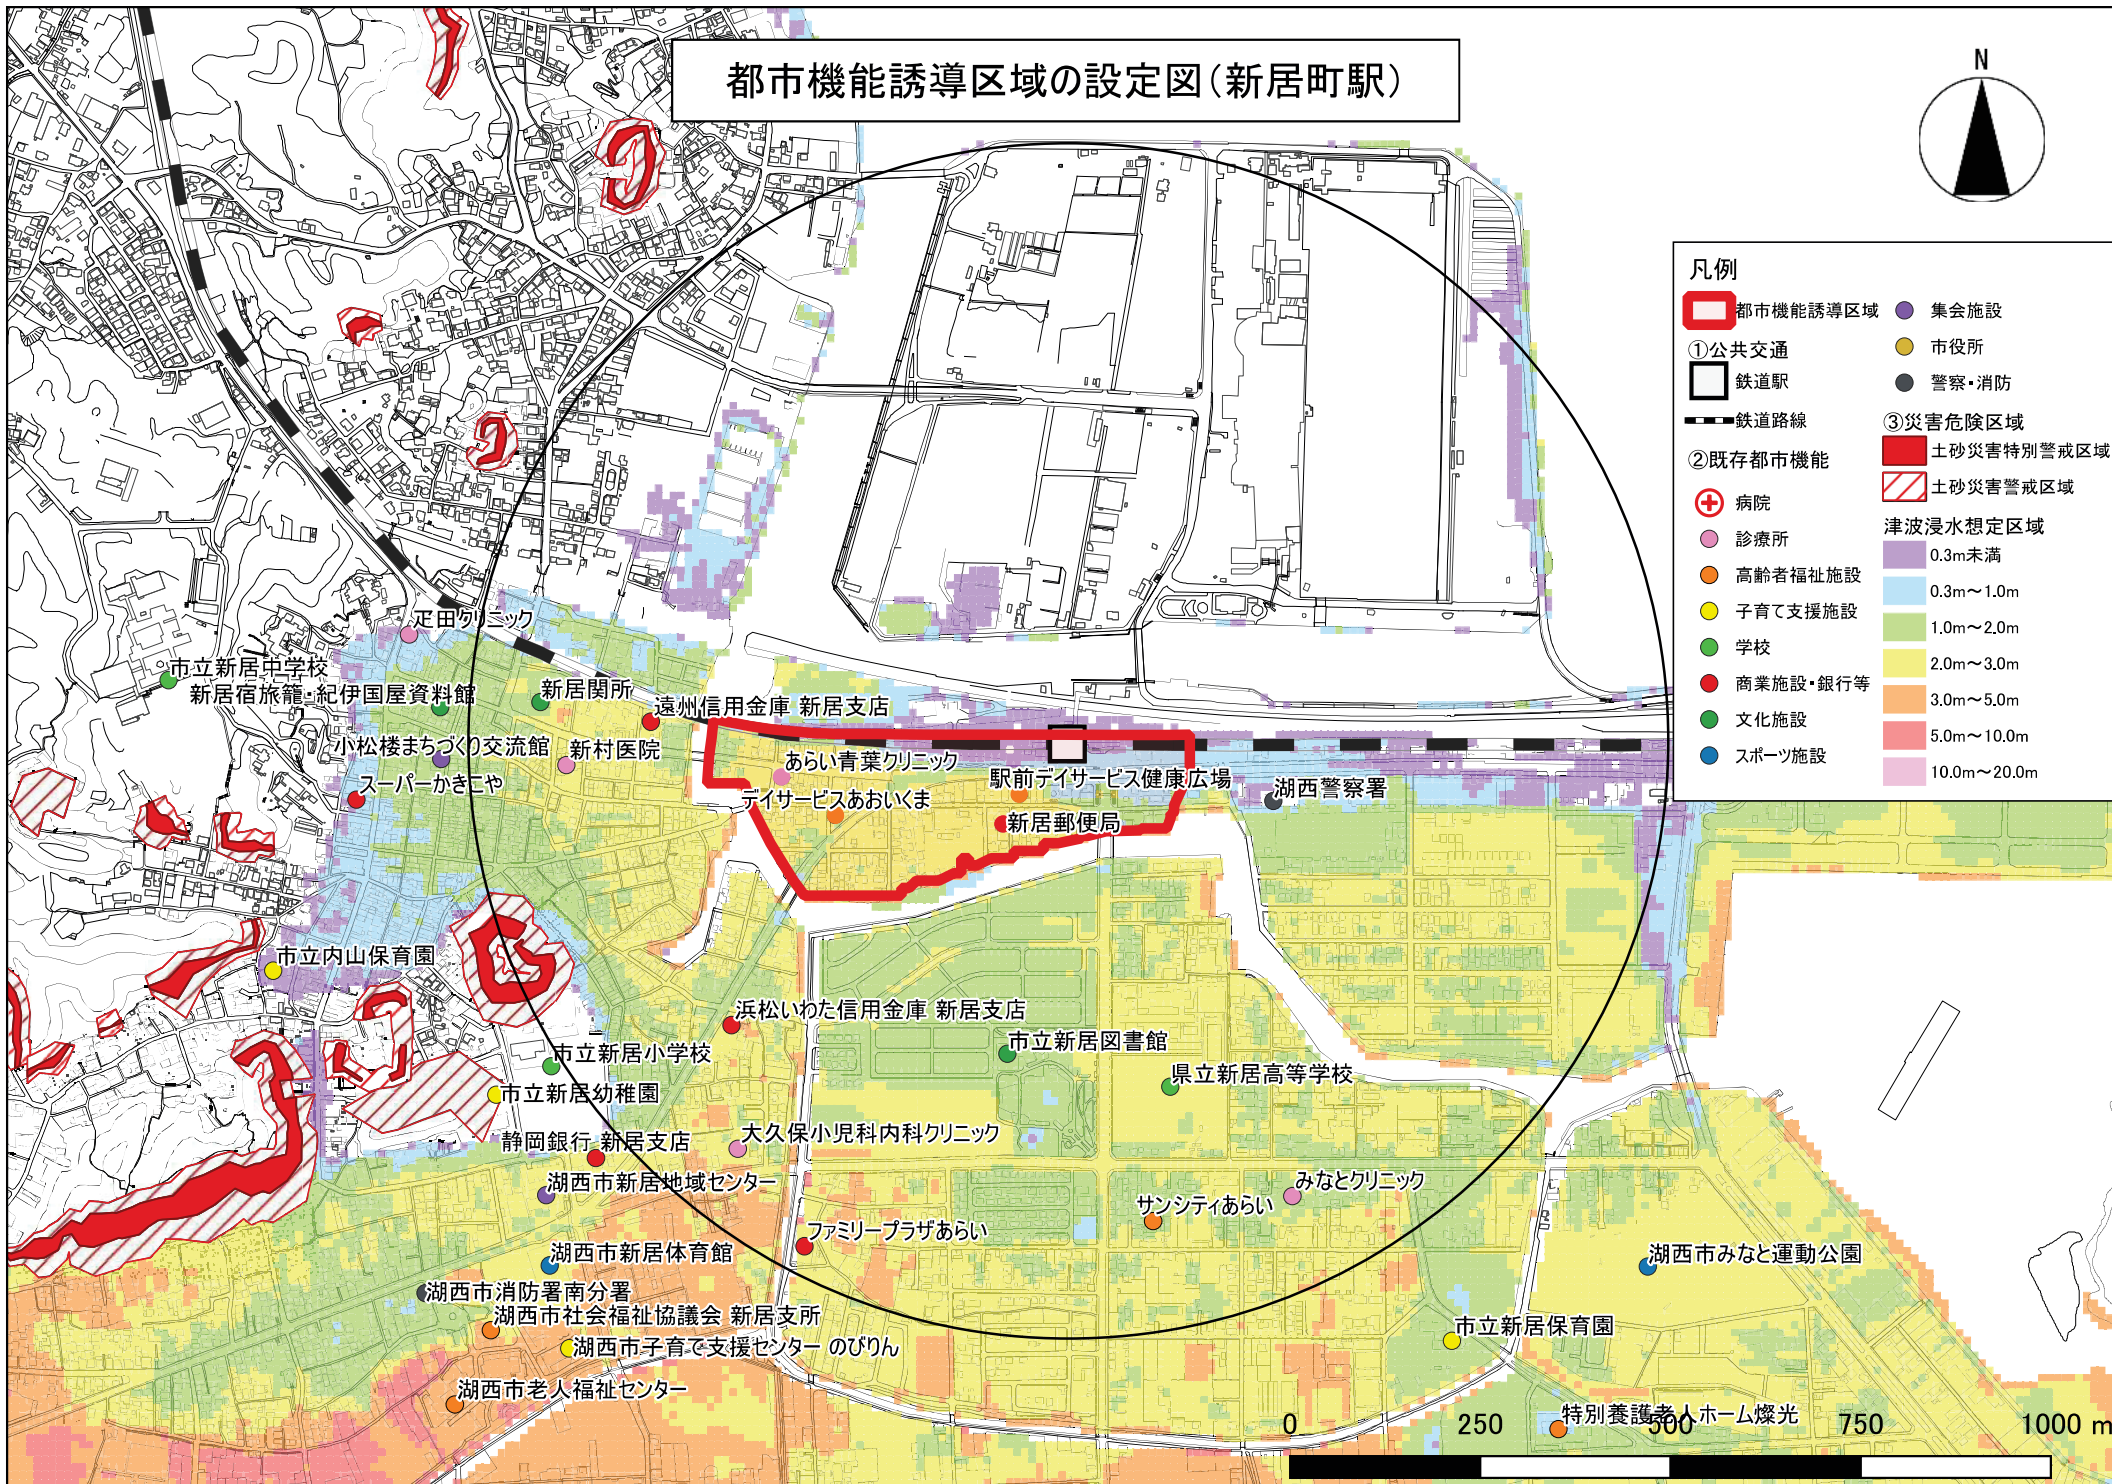 都市機能誘導区域の設定図(新居町駅)
N
凡例
都市機能誘導区域
①公共交通
鉄道駅
鉄道路線
②既存都市機能
病院
診療所
高齢者福祉施設
子育て支援施設
学校
商業施設・銀行等
文化施設
スポーツ施設
集会施設
市役所
警察・消防
③災害危険区域
土砂災害特別警戒区域
土砂災害警戒区域
津波浸水想定区域
0.3m未満
0.3m～1.0m
1.0m～2.0m
2.0m～3.0m
3.0m～5.0m
5.0m～10.0m
10.0m～20.0m
疋田クリニック
市立新居中学校
新居宿旅籠・紀伊国屋資料館
新居関所
遠州信用金庫 新居支店
小松楼まちづくり交流館
新村医院
スーパーかきこや
あらい青葉クリニック
デイサービスあおいくま
駅前デイサービス健康広場
湖西警察署
新居郵便局
市立内山保育園
浜松いわた信用金庫 新居支店
市立新居図書館
市立新居小学校
県立新居高等学校
市立新居幼稚園
静岡銀行 新居支店
大久保小児科内科クリニック
湖西市新居地域センター
みなとクリニック
サンシティあらい
ファミリープラザあらい
湖西市新居体育館
湖西市みなと運動公園
湖西市消防署南分署
湖西市社会福祉協議会 新居支所
市立新居保育園
湖西市子育て支援センター のびりん
湖西市老人福祉センター
特別養護老人ホーム燦光
0 250 500 750 1000 m